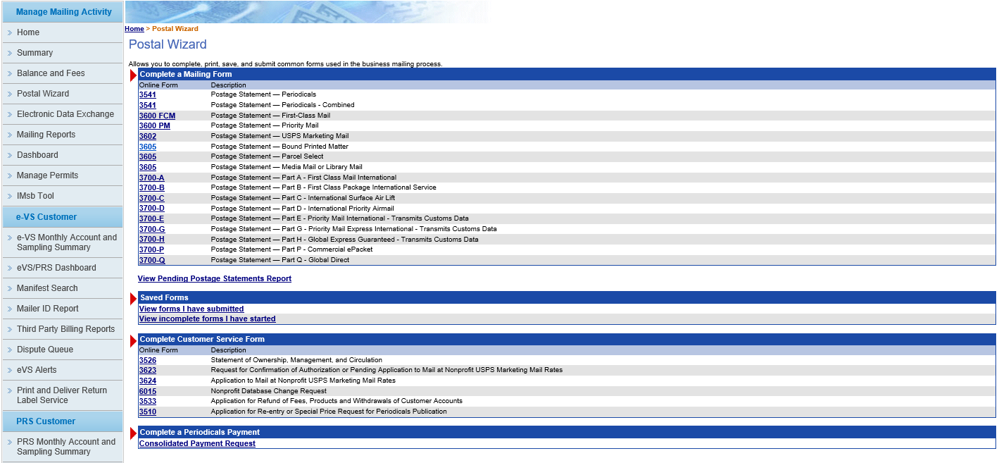 Manage Mailing Activity
Home
Summary
Balance and Fees
Postal Wizard
Electronic Data Exchange
Mailing Reports
Dashboard
Manage Permits
IMsb Tool
e-VS Customer
e-VS Monthly Account and
Sampling Summary
eVS/PRS Dashboard
Manifest Search
Mailer ID Report
Third Party Billing Reports
Dispute Queue
eVS Alerts
Print and Deliver Return
Label Service
PRS Customer
PRS Monthly Account and
Sampling Summary
Home > Postal Wizard
Postal Wizard
Allows you to complete, print, save, and submit common forms used in the business mailing process.
Complete a Mailing Form
Online Form Description
3541 Postage Statement — Periodicals
3541 Postage Statement — Periodicals - Combined
3600 FCM Postage Statement — First-Class Mail
3600 PM Postage Statement — Priority Mail
3602 Postage Statement — USPS Marketing Mail
3605 Postage Statement — Bound Printed Matter
3605 Postage Statement — Parcel Select
3605 Postage Statement — Media Mail or Library Mail
3700-A Postage Statement — Part A - First Class Mail International
3700-B Postage Statement — Part B - First Class Package International Service
3700-C Postage Statement — Part C - International Surface Air Lift
3700-D Postage Statement — Part D - International Priority Airmail
3700-E Postage Statement — Part E - Priority Mail International - Transmits Customs Data
3700-G Postage Statement — Part G - Priority Mail Express International - Transmits Customs Data
3700-H Postage Statement — Part H - Global Express Guaranteed - Transmits Customs Data
3700-P Postage Statement — Part P - Commercial ePacket
3700-Q Postage Statement — Part Q - Global Direct
View Pending Postage Statements Report
Saved Forms
View forms I have submitted
View incomplete forms I have started
Complete Customer Service Form
Online Form Description
3526 Statement of Ownership, Management, and Circulation
3623 Request for Confirmation of Authorization or Pending Application to Mail at Nonprofit USPS Marketing Mail Rates
3624 Application to Mail at Nonprofit USPS Marketing Mail Rates
6015 Nonprofit Database Change Request
3533 Application for Refund of Fees, Products and Withdrawals of Customer Accounts
3510 Application for Re-entry or Special Price Request for Periodicals Publication
Complete a Periodicals Payment
Consolidated Payment Request